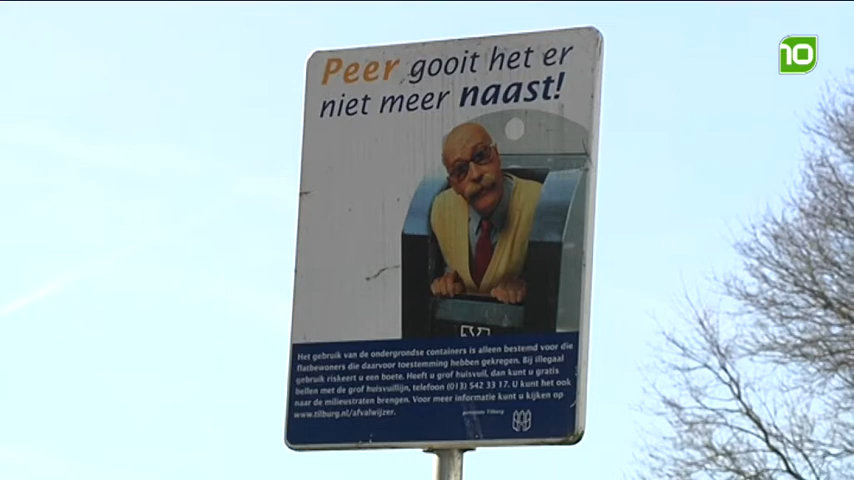 10
Peer gooit het er
niet meer naast!
Het gebruik van de ondergrondse containers is alleen bestemd voor die
flatbewoners die daarvoor toestemming hebben gekregen. Bij illegaal
gebruik riskeert u een boete. Heeft u grof huisvuil, dan kunt u gratis
bellen met de grof huisvuillijn, telefoon (013) 542 33 17. U kunt het ook
naar de milieustraten brengen. Voor meer informatie kunt u kijken op
www.tilburg.nl/afvalwijzer.
gemeente Tilburg